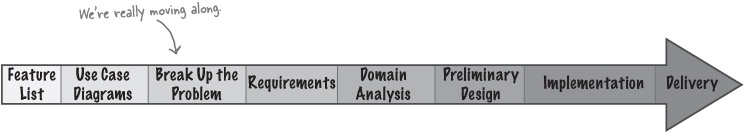 We're really moving along.
Feature
List
Use Case
Diagrams
Break Up the
Problem
Requirements
Domain
Analysis
Preliminary
Design
Implementation
Delivery